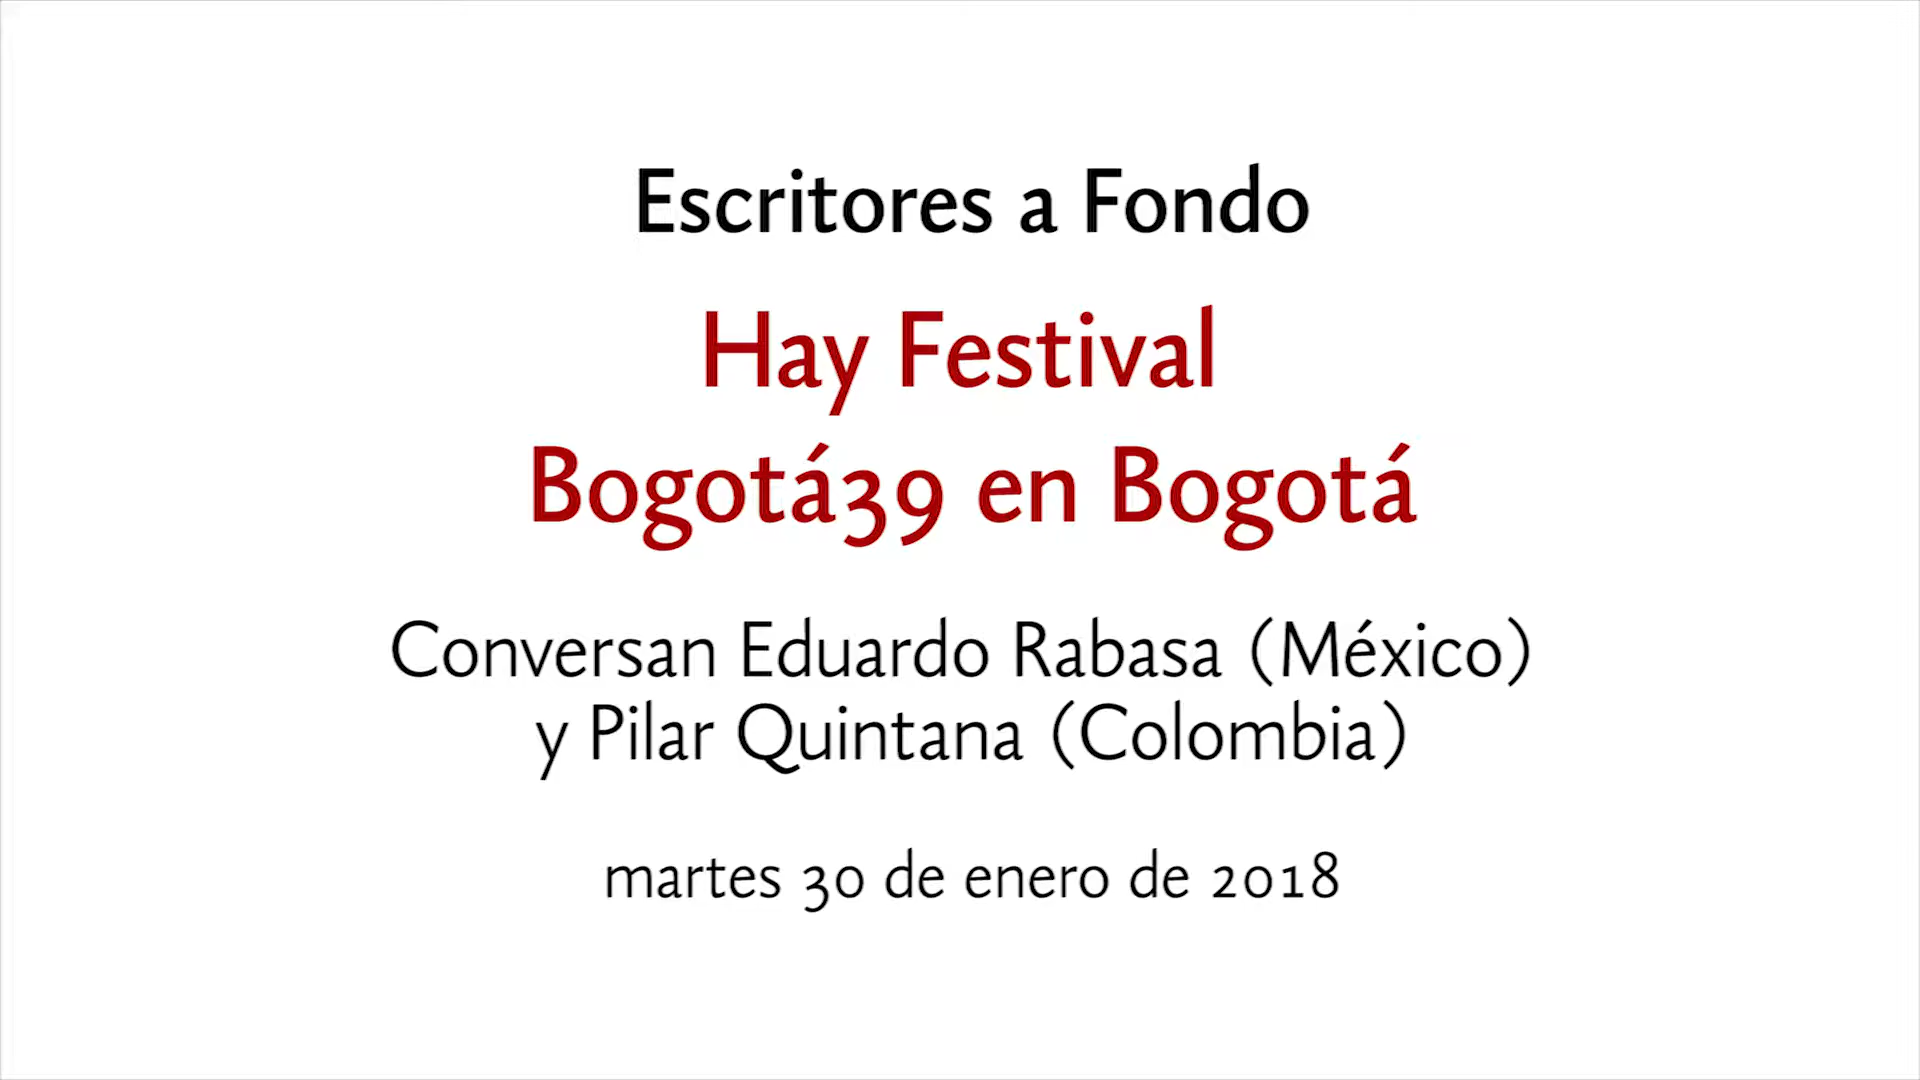 Escritores a Fondo
Hay Festival
Bogotá39 en Bogotá
Conversan Eduardo Rabasa (México)
y Pilar Quintana (Colombia)
martes 30 de enero de 2018